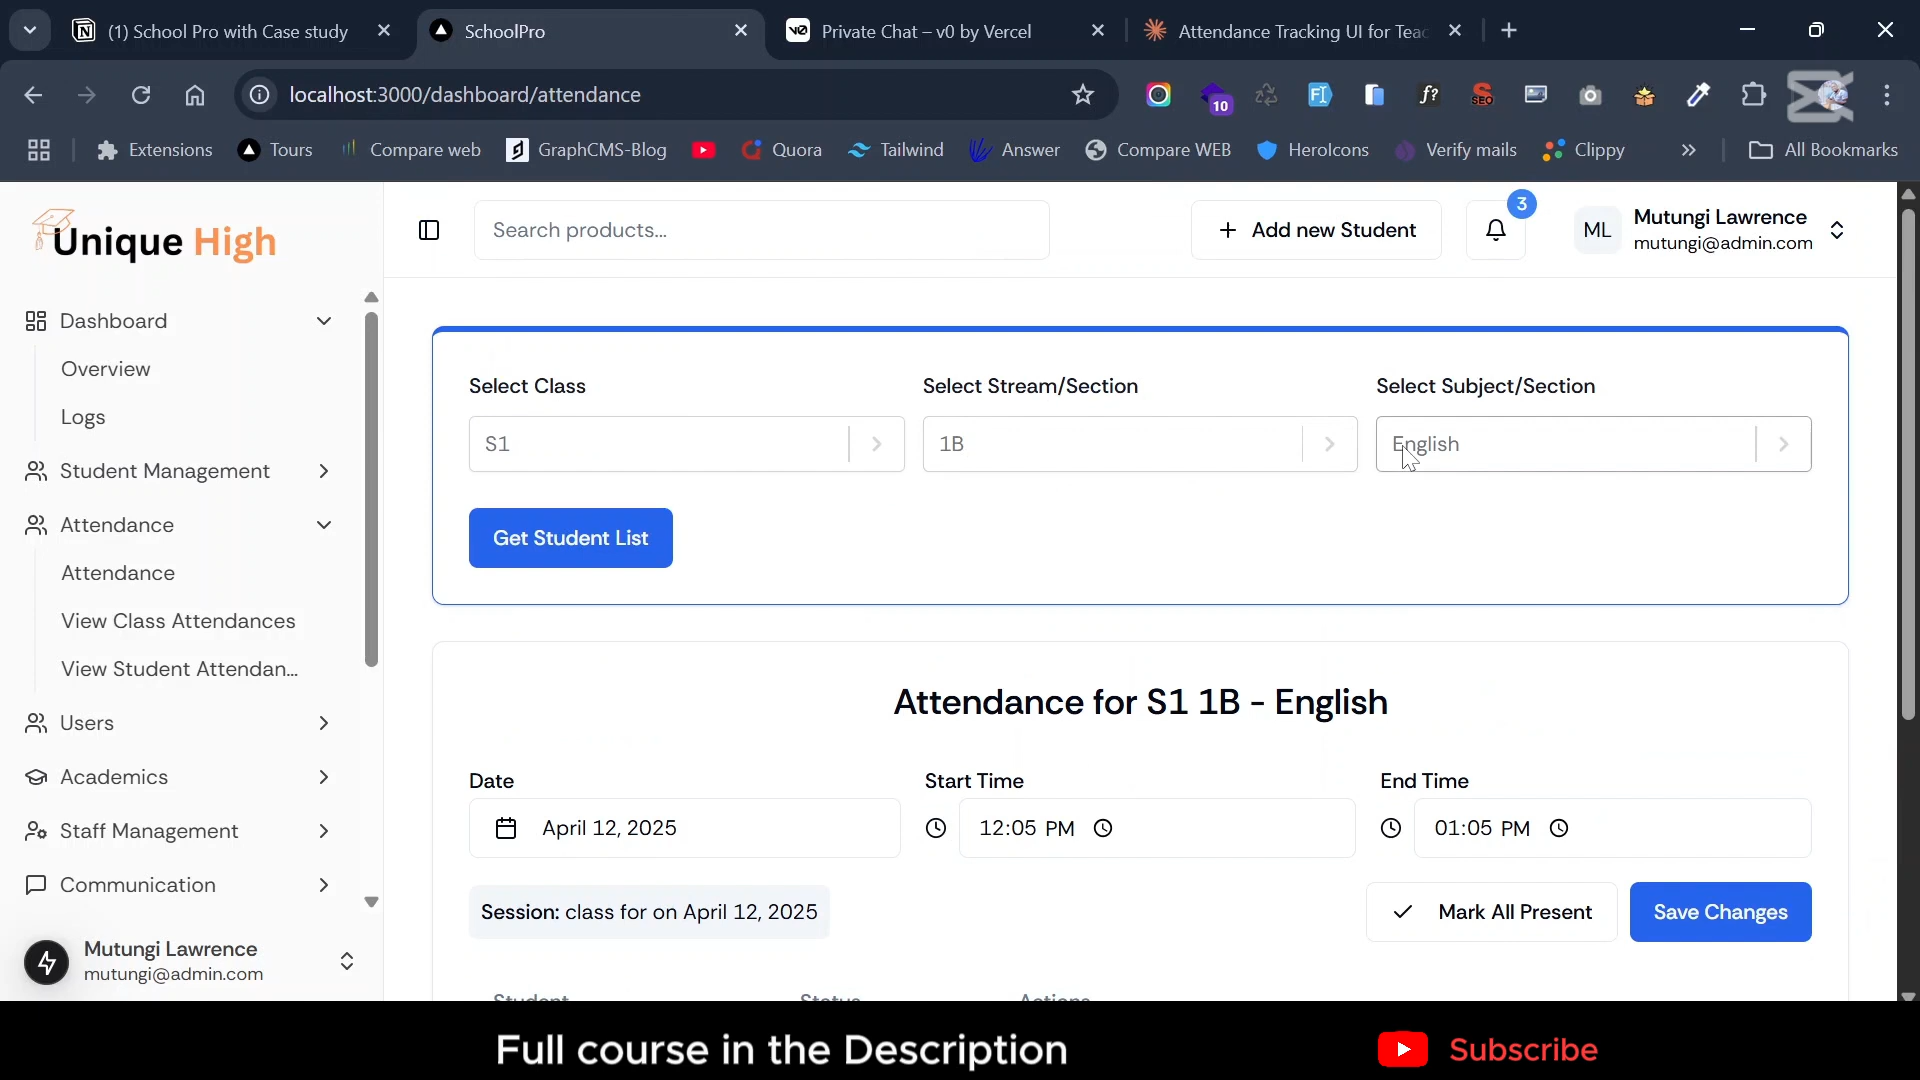 (1) School Pro with Case study
SchoolPro
Private Chat – v0 by Vercel
Attendance Tracking UI for Teac
localhost:3000/dashboard/attendance
10
f?
SEO
Extensions
Tours
Compare web
GraphCMS-Blog
Quora
Tailwind
Answer
Compare WEB
HeroIcons
Verify mails
Clippy
»
All Bookmarks
Unique High
Search products...
Add new Student
3
ML
Mutungi Lawrence
mutungi@admin.com
Dashboard
Overview
Logs
Student Management
Attendance
Attendance
View Class Attendances
View Student Attendan...
Users
Academics
Staff Management
Communication
Mutungi Lawrence
mutungi@admin.com
Select Class
Select Stream/Section
Select Subject/Section
S1
1B
English
Get Student List
Attendance for S1 1B - English
Date
Start Time
End Time
April 12, 2025
12:05 PM
01:05 PM
Session: class for on April 12, 2025
Mark All Present
Save Changes
Student
Status
Actions
Full course in the Description
Subscribe